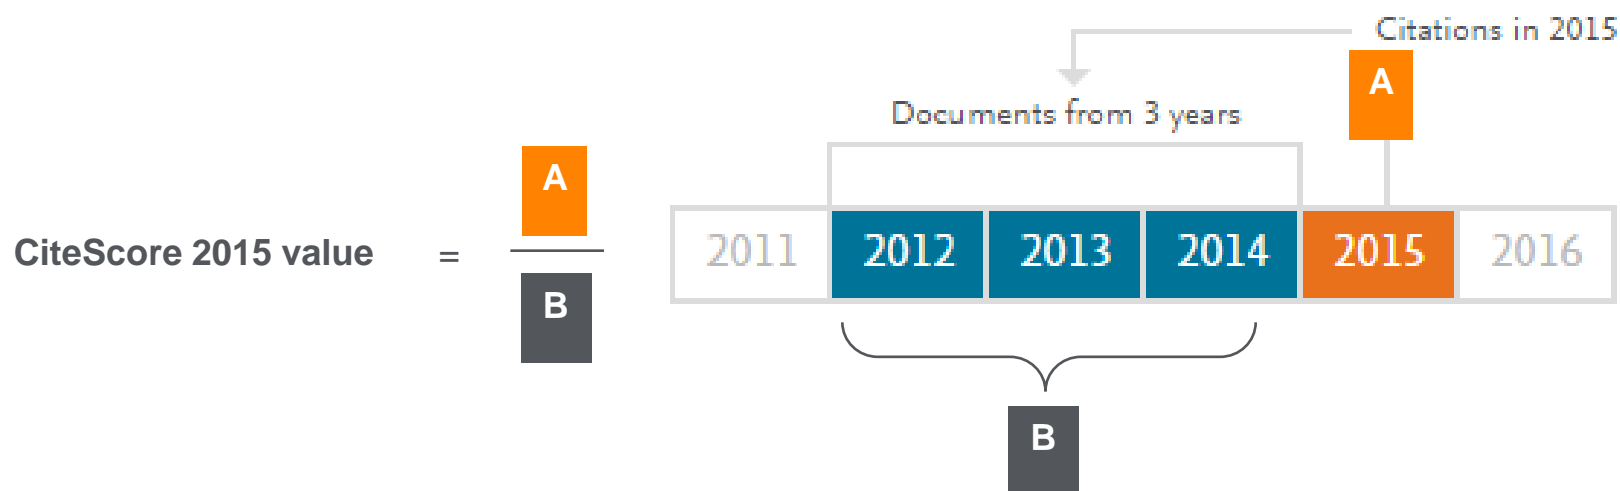 Citations in 2015
A
Documents from 3 years
A
CiteScore 2015 value =
B
2011 2012 2013 2014 2015 2016
B